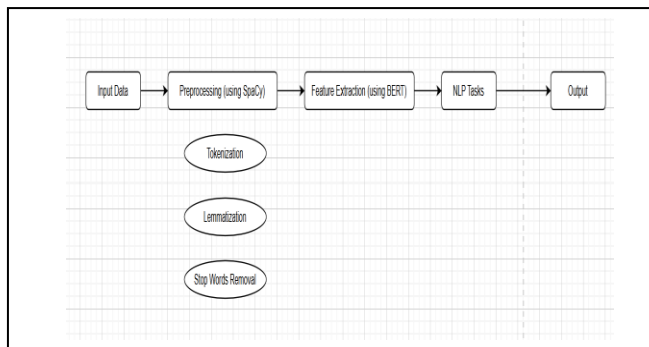 Input Data
Preprocessing (using SpaCy)
Feature Extraction (using BERT)
NLP Tasks
Output
Tokenization
Lemmatization
Stop Words Removal